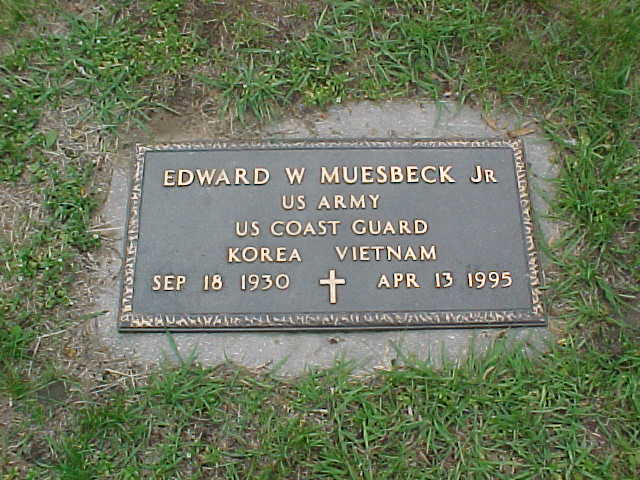 EDWARD W MUESBECK JR
US ARMY
US COAST GUARD
KOREA VIETNAM
SEP 18 1930 APR 13 1995